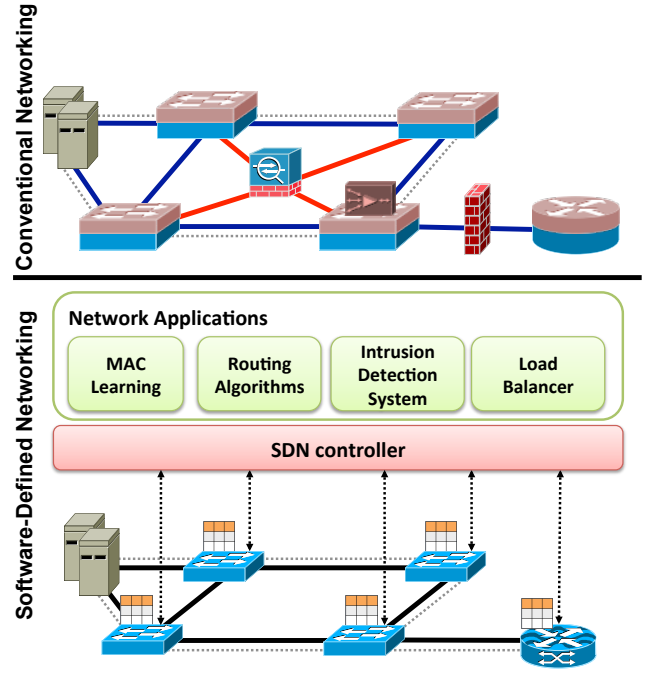 Conventional Networking
Software-Defined Networking
Network Applications
MAC
Learning
Routing
Algorithms
Intrusion
Detection
System
Load
Balancer
SDN controller